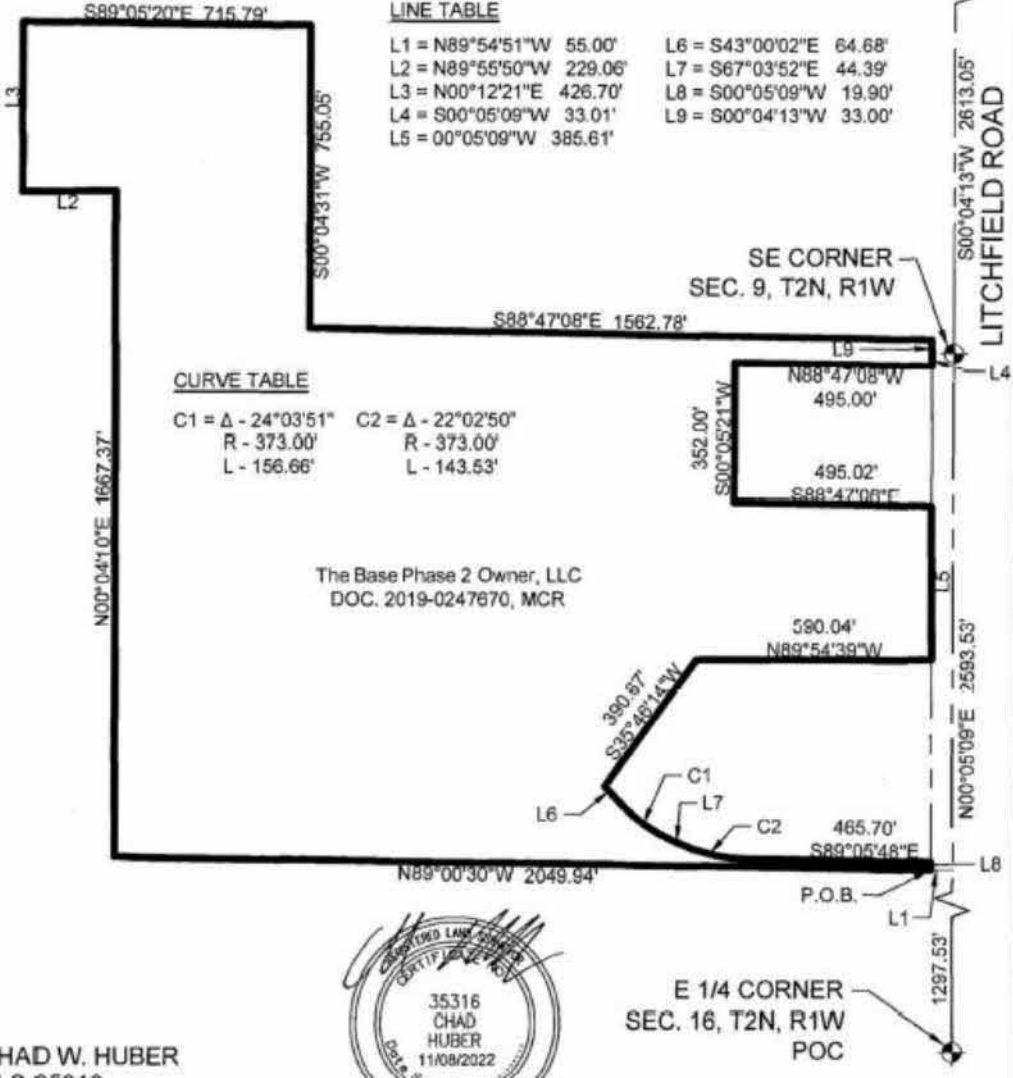 S89°05'20"E 715.79'
LINE TABLE
L1 = N89°54'51"W 55.00'
L2 = N89°55'50"W 229.06'
L3 = N00°12'21"E 426.70'
L4 = S00°05'09"W 33.01'
L5 = 00°05'09"W 385.61'
L6 = S43°00'02"E 64.68'
L7 = S67°03'52"E 44.39'
L8 = S00°05'09"W 19.90'
L9 = S00°04'13"W 33.00'
L3
L2
S00°04'31"W 755.05'
S00°04'13"W 2613.05'
LITCHFIELD ROAD
SE CORNER
SEC. 9, T2N, R1W
S88°47'08"E 1562.78'
L9
L4
N88°47'08"W
495.00'
CURVE TABLE
C1 = Δ - 24°03'51"
R - 373.00'
L - 156.66'
C2 = Δ - 22°02'50"
R - 373.00'
L - 143.53'
352.00'
S00°05'21"W
495.02'
S88°47'08"E
N00°04'10"E 1667.37'
The Base Phase 2 Owner, LLC
DOC. 2019-0247670, MCR
L5
590.04'
N89°54'39"W
N00°05'09"E 2593.53'
390.67'
S35°46'14"W
C1
L7
L6
C2
465.70'
S89°05'48"E
L8
N89°00'30"W 2049.94'
P.O.B.
L1
1297.53'
E 1/4 CORNER
SEC. 16, T2N, R1W
POC
35316
CHAD
HUBER
11/08/2022
HAD W. HUBER